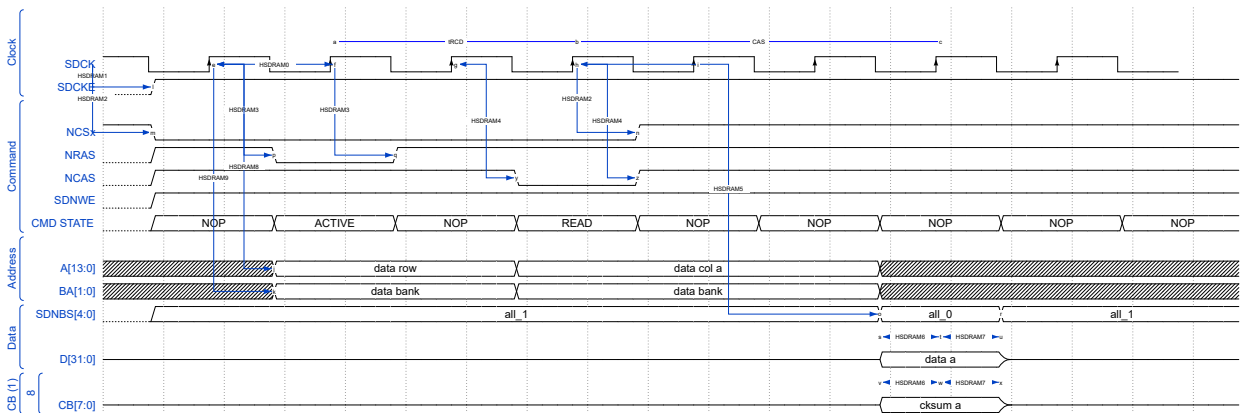 Clock
a tRCD b CAS c
SDCK e HSDRAM0 f g h i
HSDRAM1
SDCKE l
HSDRAM2 HSDRAM3 HSDRAM3 HSDRAM4 HSDRAM2 HSDRAM4
Command
NCSx m n
NRAS p q
HSDRAM8
NCAS y z
HSDRAM9
HSDRAM5
SDNWE
CMD STATE NOP ACTIVE NOP READ NOP NOP NOP NOP NOP
Address
A[13:0] j data row data col a
BA[1:0] k data bank data bank
Data
SDNBS[4:0] all_1 o all_0 r all_1
s HSDRAM6 t HSDRAM7 u
D[31:0] data a
CB (1)
8
v HSDRAM6 w HSDRAM7 x
CB[7:0] cksum a